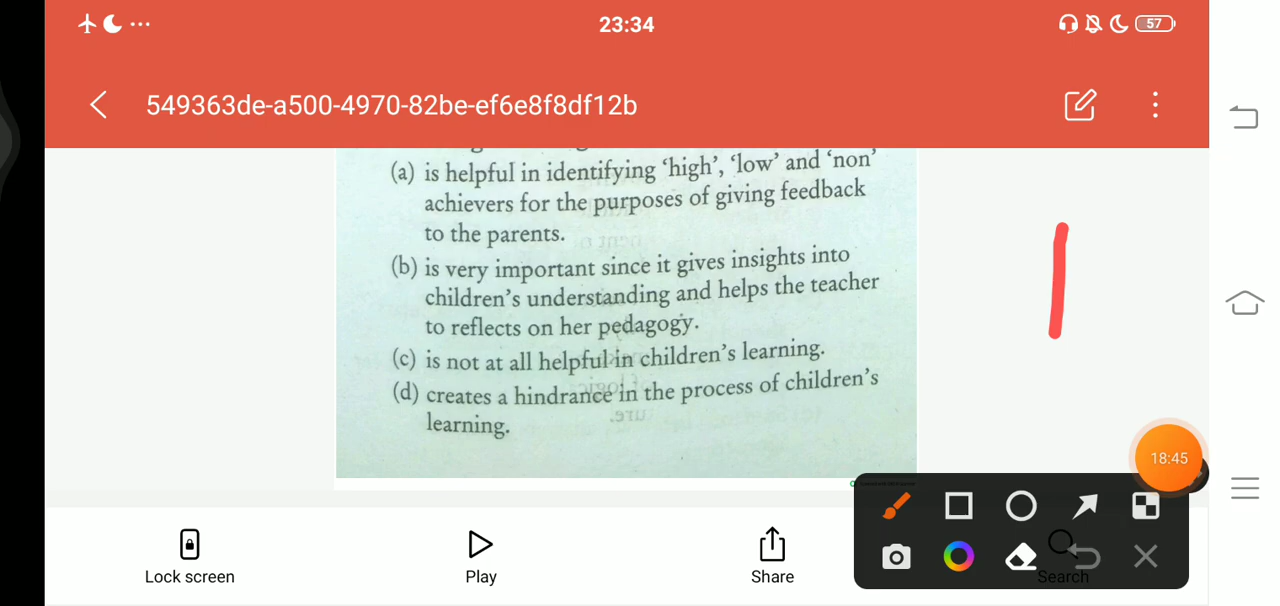 23:34
57
549363de-a500-4970-82be-ef6e8f8df12b
(a) is helpful in identifying ‘high’, ‘low’ and ‘non’
achievers for the purposes of giving feedback
to the parents.
(b) is very important since it gives insights into
children’s understanding and helps the teacher
to reflects on her pedagogy.
(c) is not at all helpful in children’s learning.
(d) creates a hindrance in the process of children’s
learning.
18:45
Lock screen
Play
Share
Search